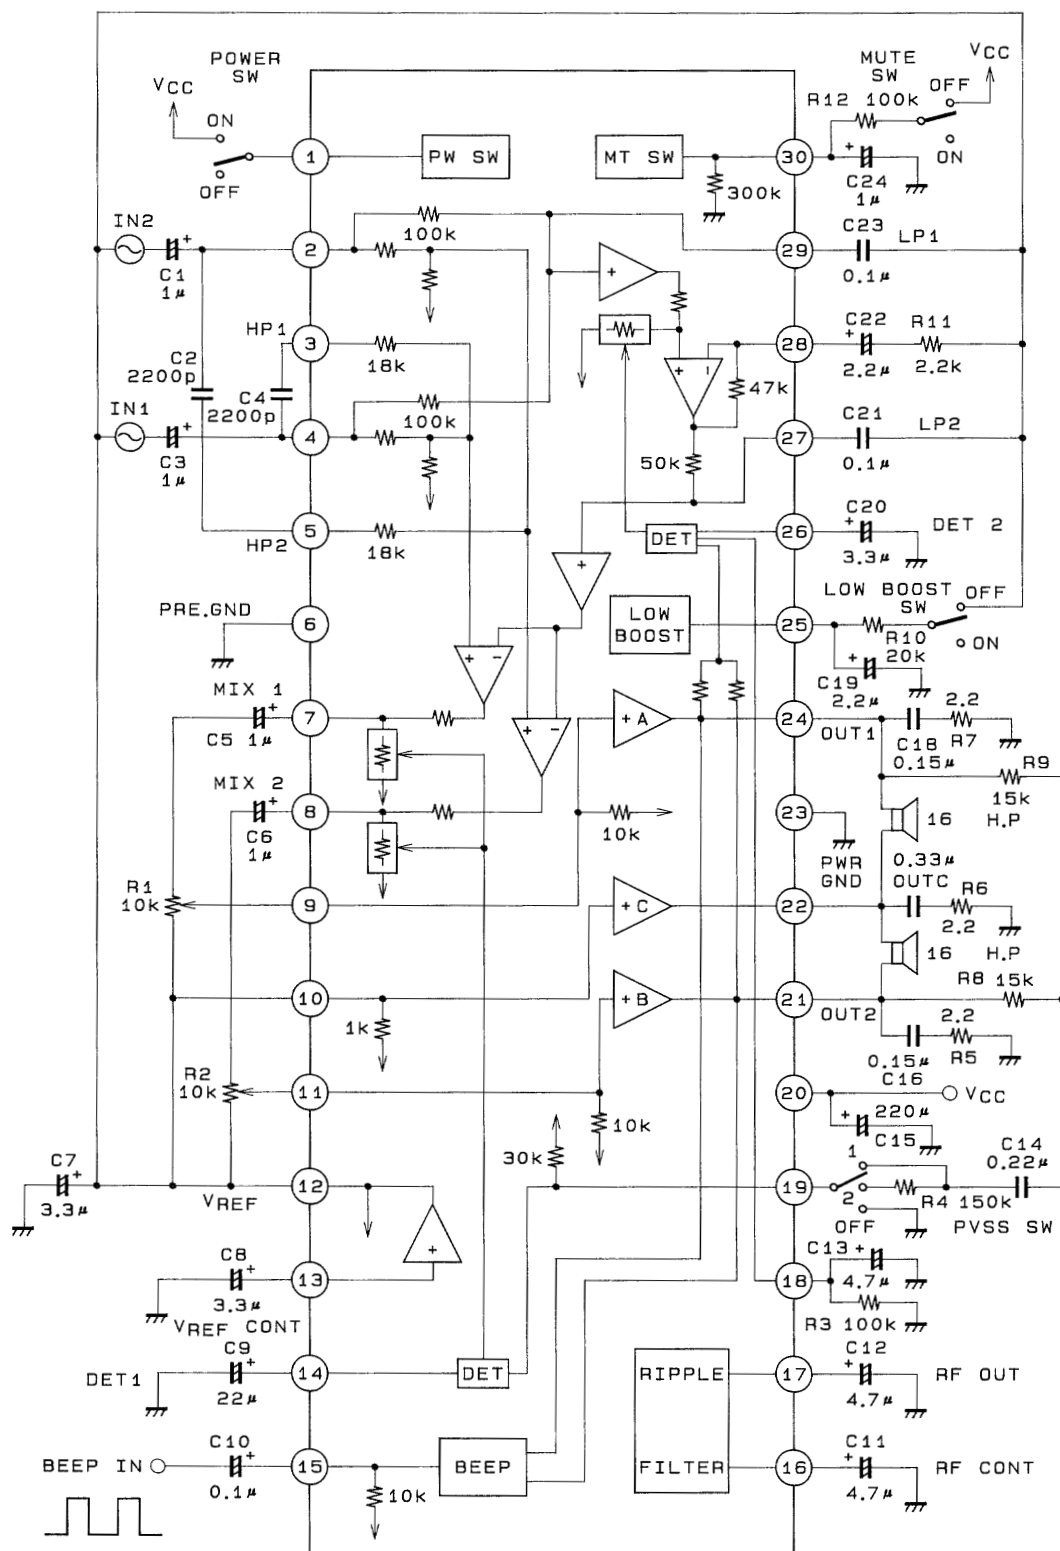 POWER
SW
VCC
ON
OFF
1
PW SW
MT SW
30
300k
R12
100k
MUTE
SW
OFF
VCC
ON
C24
1μ
IN2
C1
1μ
2
100k
+
29
C23
0.1μ
LP1
HP1
3
18k
C2
2200p
C4
2200p
28
C22
2.2μ
R11
2.2k
+ −
47k
IN1
C3
1μ
4
100k
50k
27
C21
0.1μ
LP2
5
HP2
18k
DET
26
C20
3.3μ
DET 2
+
PRE.GND
6
LOW
BOOST
25
LOW BOOST
SW
OFF
ON
R10
20k
C19
2.2μ
+ −
+ −
MIX 1
C5
1μ
7
+A
24
OUT1
C18
0.15μ
2.2
R7
R9
15k
H.P
16
MIX 2
C6
1μ
8
10k
23
PWR
GND
R1
10k
9
+C
22
0.33μ
OUTC
R6
2.2
16
H.P
10
1k
+B
21
OUT2
R8
15k
2.2
R5
0.15μ
C16
R2
10k
11
10k
20
VCC
220μ
C15
C7
3.3μ
VREF
12
30k
19
1
2
OFF
R4
150k
C14
0.22μ
PVSS SW
C8
3.3μ
13
+
VREF CONT
18
C13
4.7μ
R3
100k
C9
22μ
DET1
14
DET
RIPPLE
FILTER
17
C12
4.7μ
RF OUT
BEEP IN
C10
0.1μ
15
10k
BEEP
16
C11
4.7μ
RF CONT